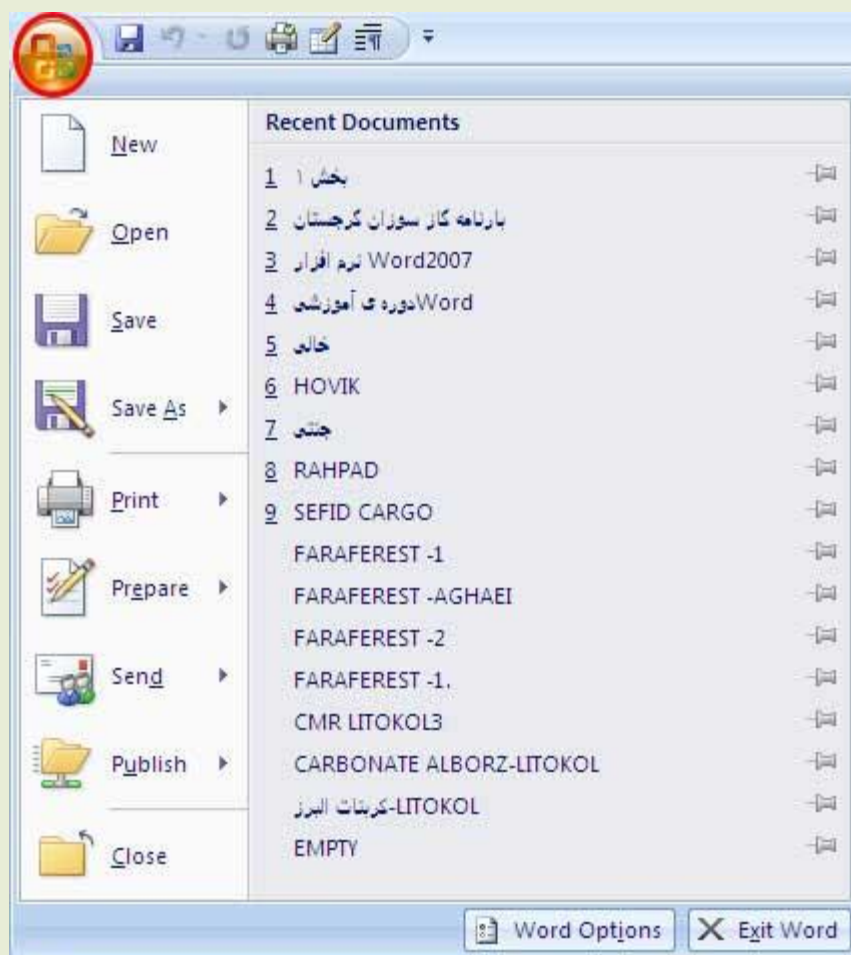 New
Open
Save
Save As
Print
Prepare
Send
Publish
Close
Recent Documents
1 بخش ۱
2 بارنامه گاز سوزان گرجستان
3 نرم افزار Word2007
4 دوره ی آموزشی Word
5 خالی
6 HOVIK
7 جنتی
8 RAHPAD
9 SEFID CARGO
FARAFEREST -1
FARAFEREST -AGHAEI
FARAFEREST -2
FARAFEREST -1.
CMR LITOKOL3
CARBONATE ALBORZ-LITOKOL
کربنات البرز-LITOKOL
EMPTY
Word Options
Exit Word